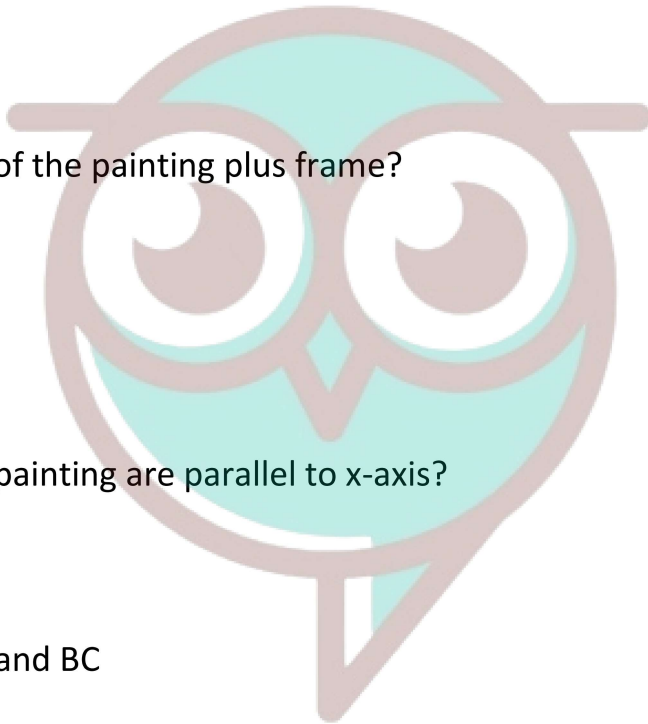 of the painting plus frame?
painting are parallel to x-axis?
and BC